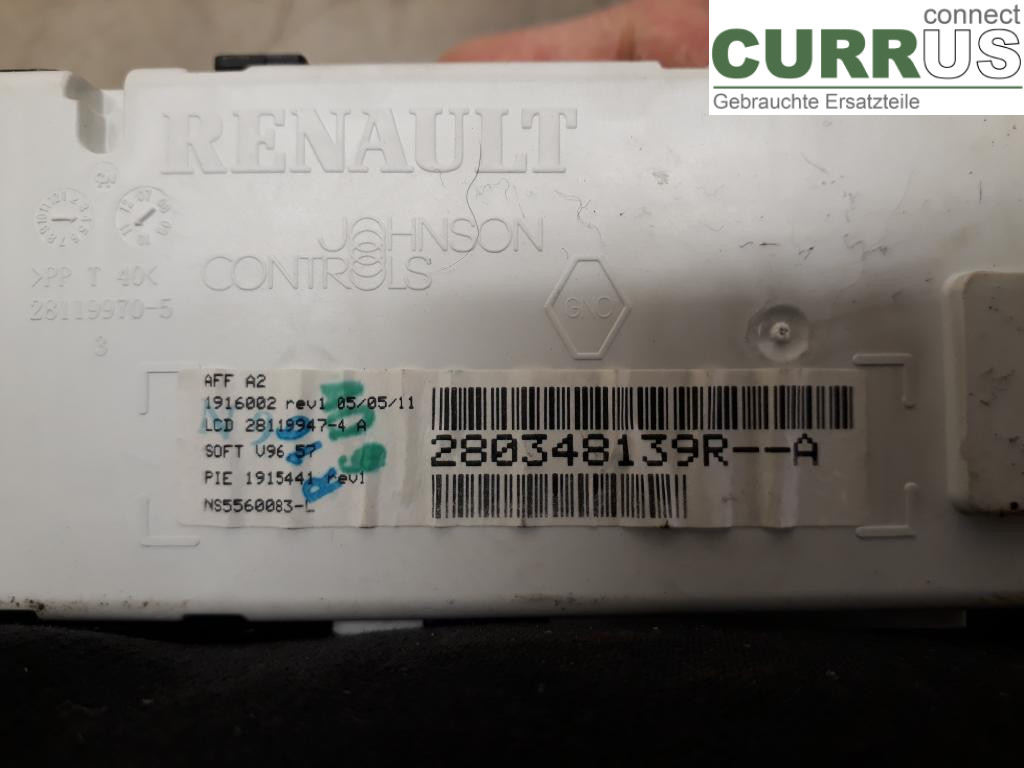 connect
CURRUS
Gebrauchte Ersatzteile
RENAULT
JOHNSON
CONTROLS
GNO
>PP T 40<
28119970-5
3
AFF A2
1916002 rev1 05/05/11
LCD 28119947-4 A
SOFT V96.57
PIE 1915441 rev1
NS5560083-L
280348139R--A